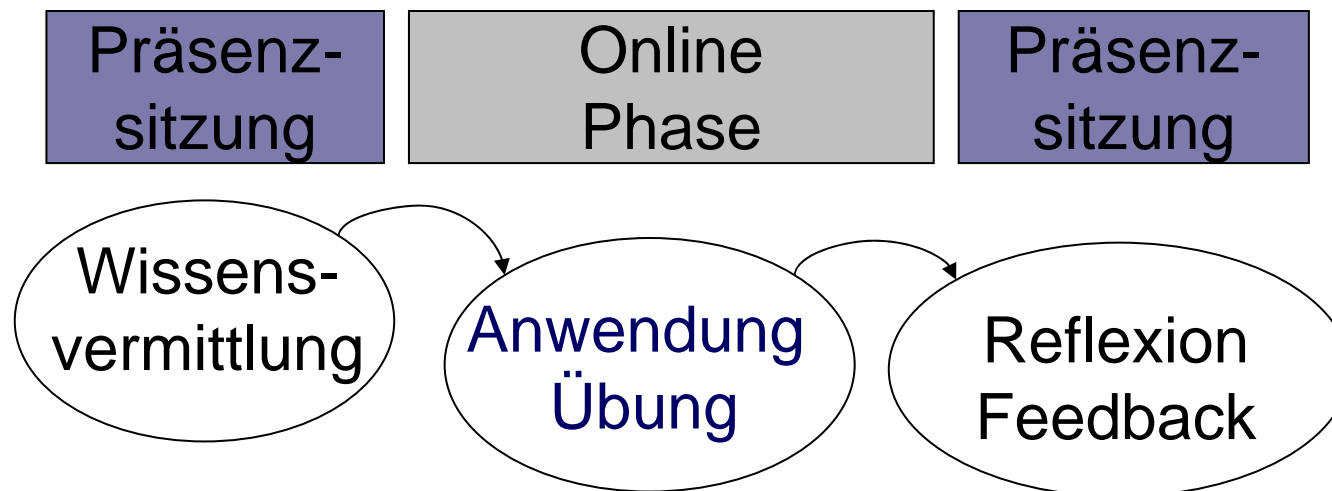 Präsenz-
sitzung
Online
Phase
Präsenz-
sitzung
Wissens-
vermittlung
Anwendung
Übung
Reflexion
Feedback